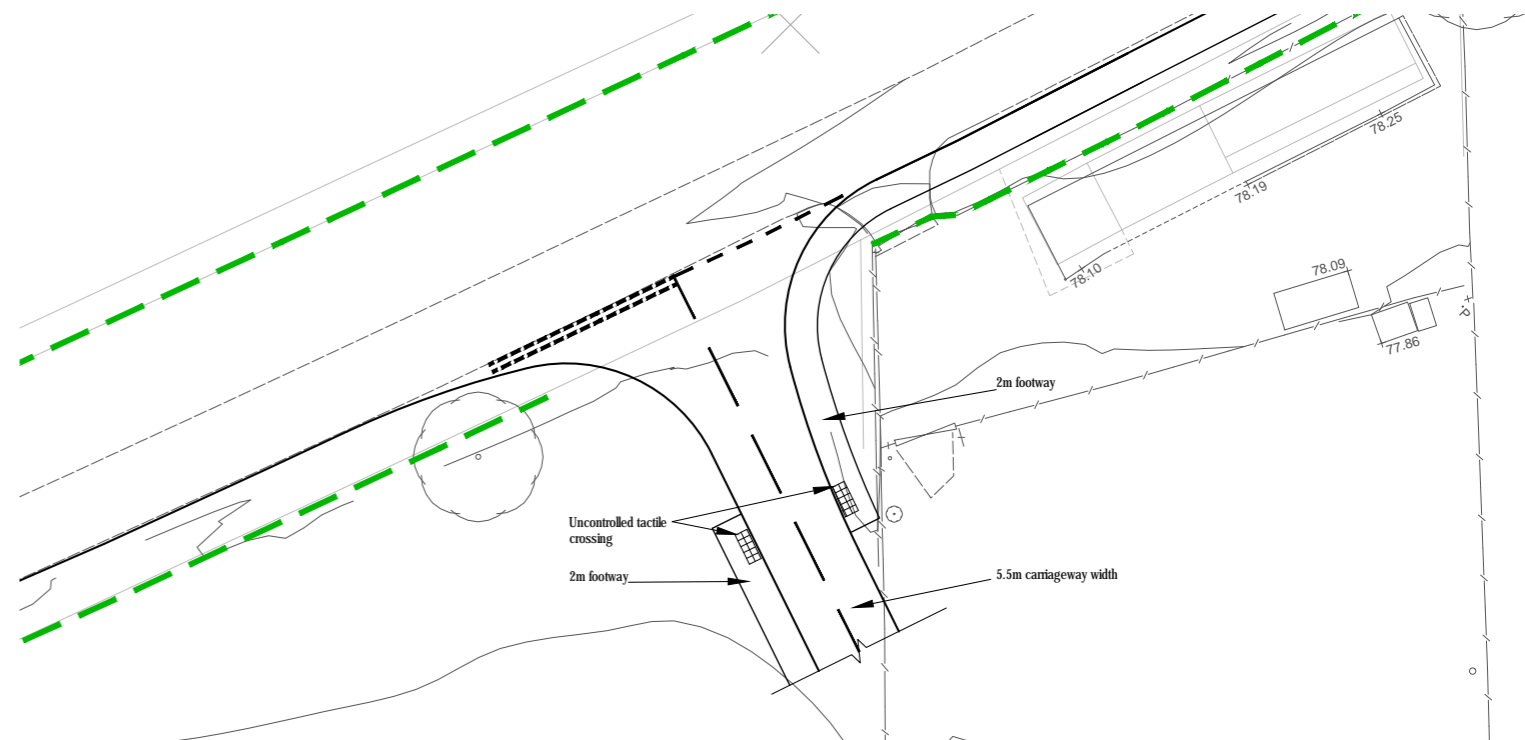 78.25
78.19
78.10
78.09
77.86
2m footway
Uncontrolled tactile
crossing
2m footway
5.5m carriageway width